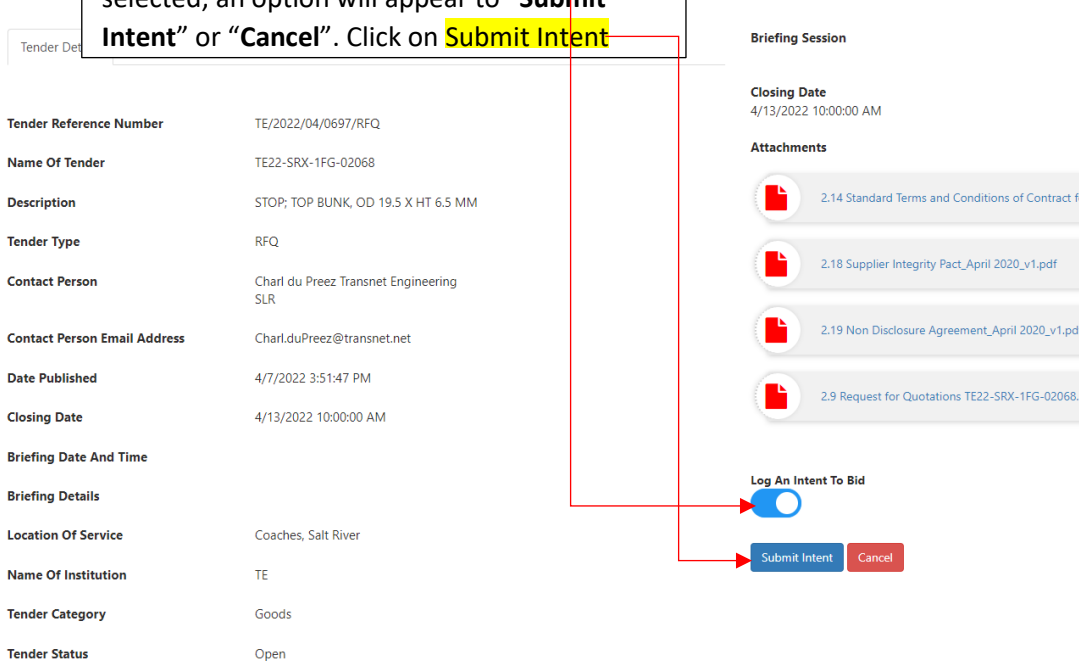 selected, an option will appear to "Submit
Intent" or "Cancel". Click on Submit Intent
Tender Det
Tender Reference Number TE/2022/04/0697/RFQ
Name Of Tender TE22-SRX-1FG-02068
Description STOP; TOP BUNK, OD 19.5 X HT 6.5 MM
Tender Type RFQ
Contact Person Charl du Preez Transnet Engineering
SLR
Contact Person Email Address Charl.duPreez@transnet.net
Date Published 4/7/2022 3:51:47 PM
Closing Date 4/13/2022 10:00:00 AM
Briefing Date And Time
Briefing Details
Location Of Service Coaches, Salt River
Name Of Institution TE
Tender Category Goods
Tender Status Open
Briefing Session
Closing Date
4/13/2022 10:00:00 AM
Attachments
2.14 Standard Terms and Conditions of Contract f
2.18 Supplier Integrity Pact_April 2020_v1.pdf
2.19 Non Disclosure Agreement_April 2020_v1.pd
2.9 Request for Quotations TE22-SRX-1FG-02068.
Log An Intent To Bid
Submit Intent Cancel